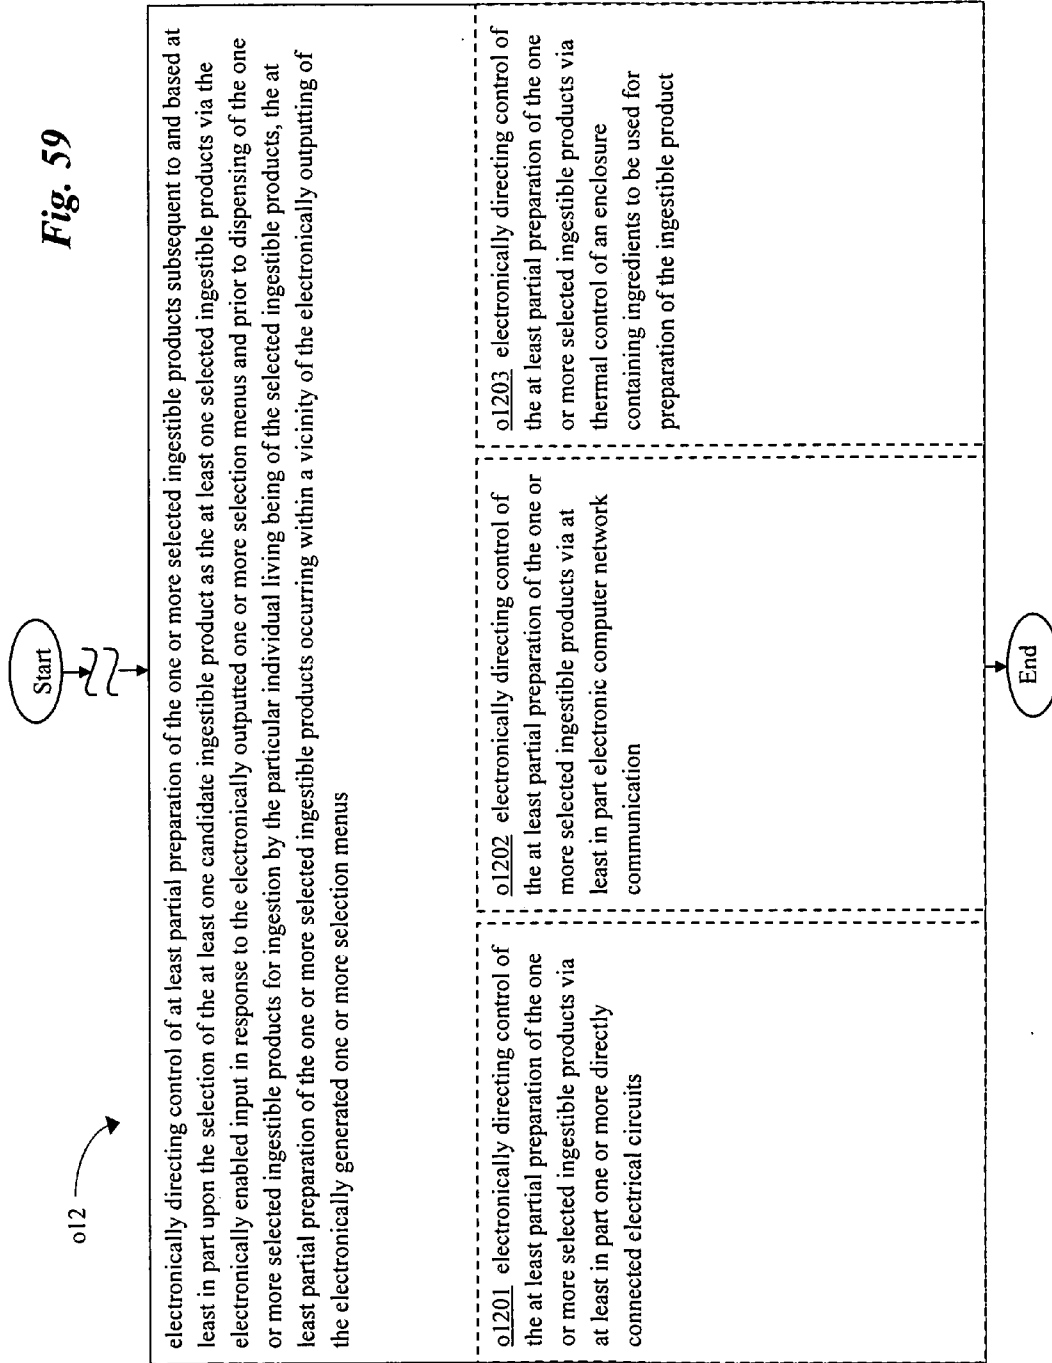 Fig. 59
o12
Start
electronically directing control of at least partial preparation of the one or more selected ingestible products subsequent to and based at
least in part upon the selection of the at least one candidate ingestible product as the at least one selected ingestible products via the
electronically enabled input in response to the electronically outputted one or more selection menus and prior to dispensing of the one
or more selected ingestible products for ingestion by the particular individual living being of the selected ingestible products, the at
least partial preparation of the one or more selected ingestible products occurring within a vicinity of the electronically outputting of
the electronically generated one or more selection menus
o1201 electronically directing control of
the at least partial preparation of the one
or more selected ingestible products via
at least in part one or more directly
connected electrical circuits
o1202 electronically directing control of
the at least partial preparation of the one or
more selected ingestible products via at
least in part electronic computer network
communication
o1203 electronically directing control of
the at least partial preparation of the one
or more selected ingestible products via
thermal control of an enclosure
containing ingredients to be used for
preparation of the ingestible product
End